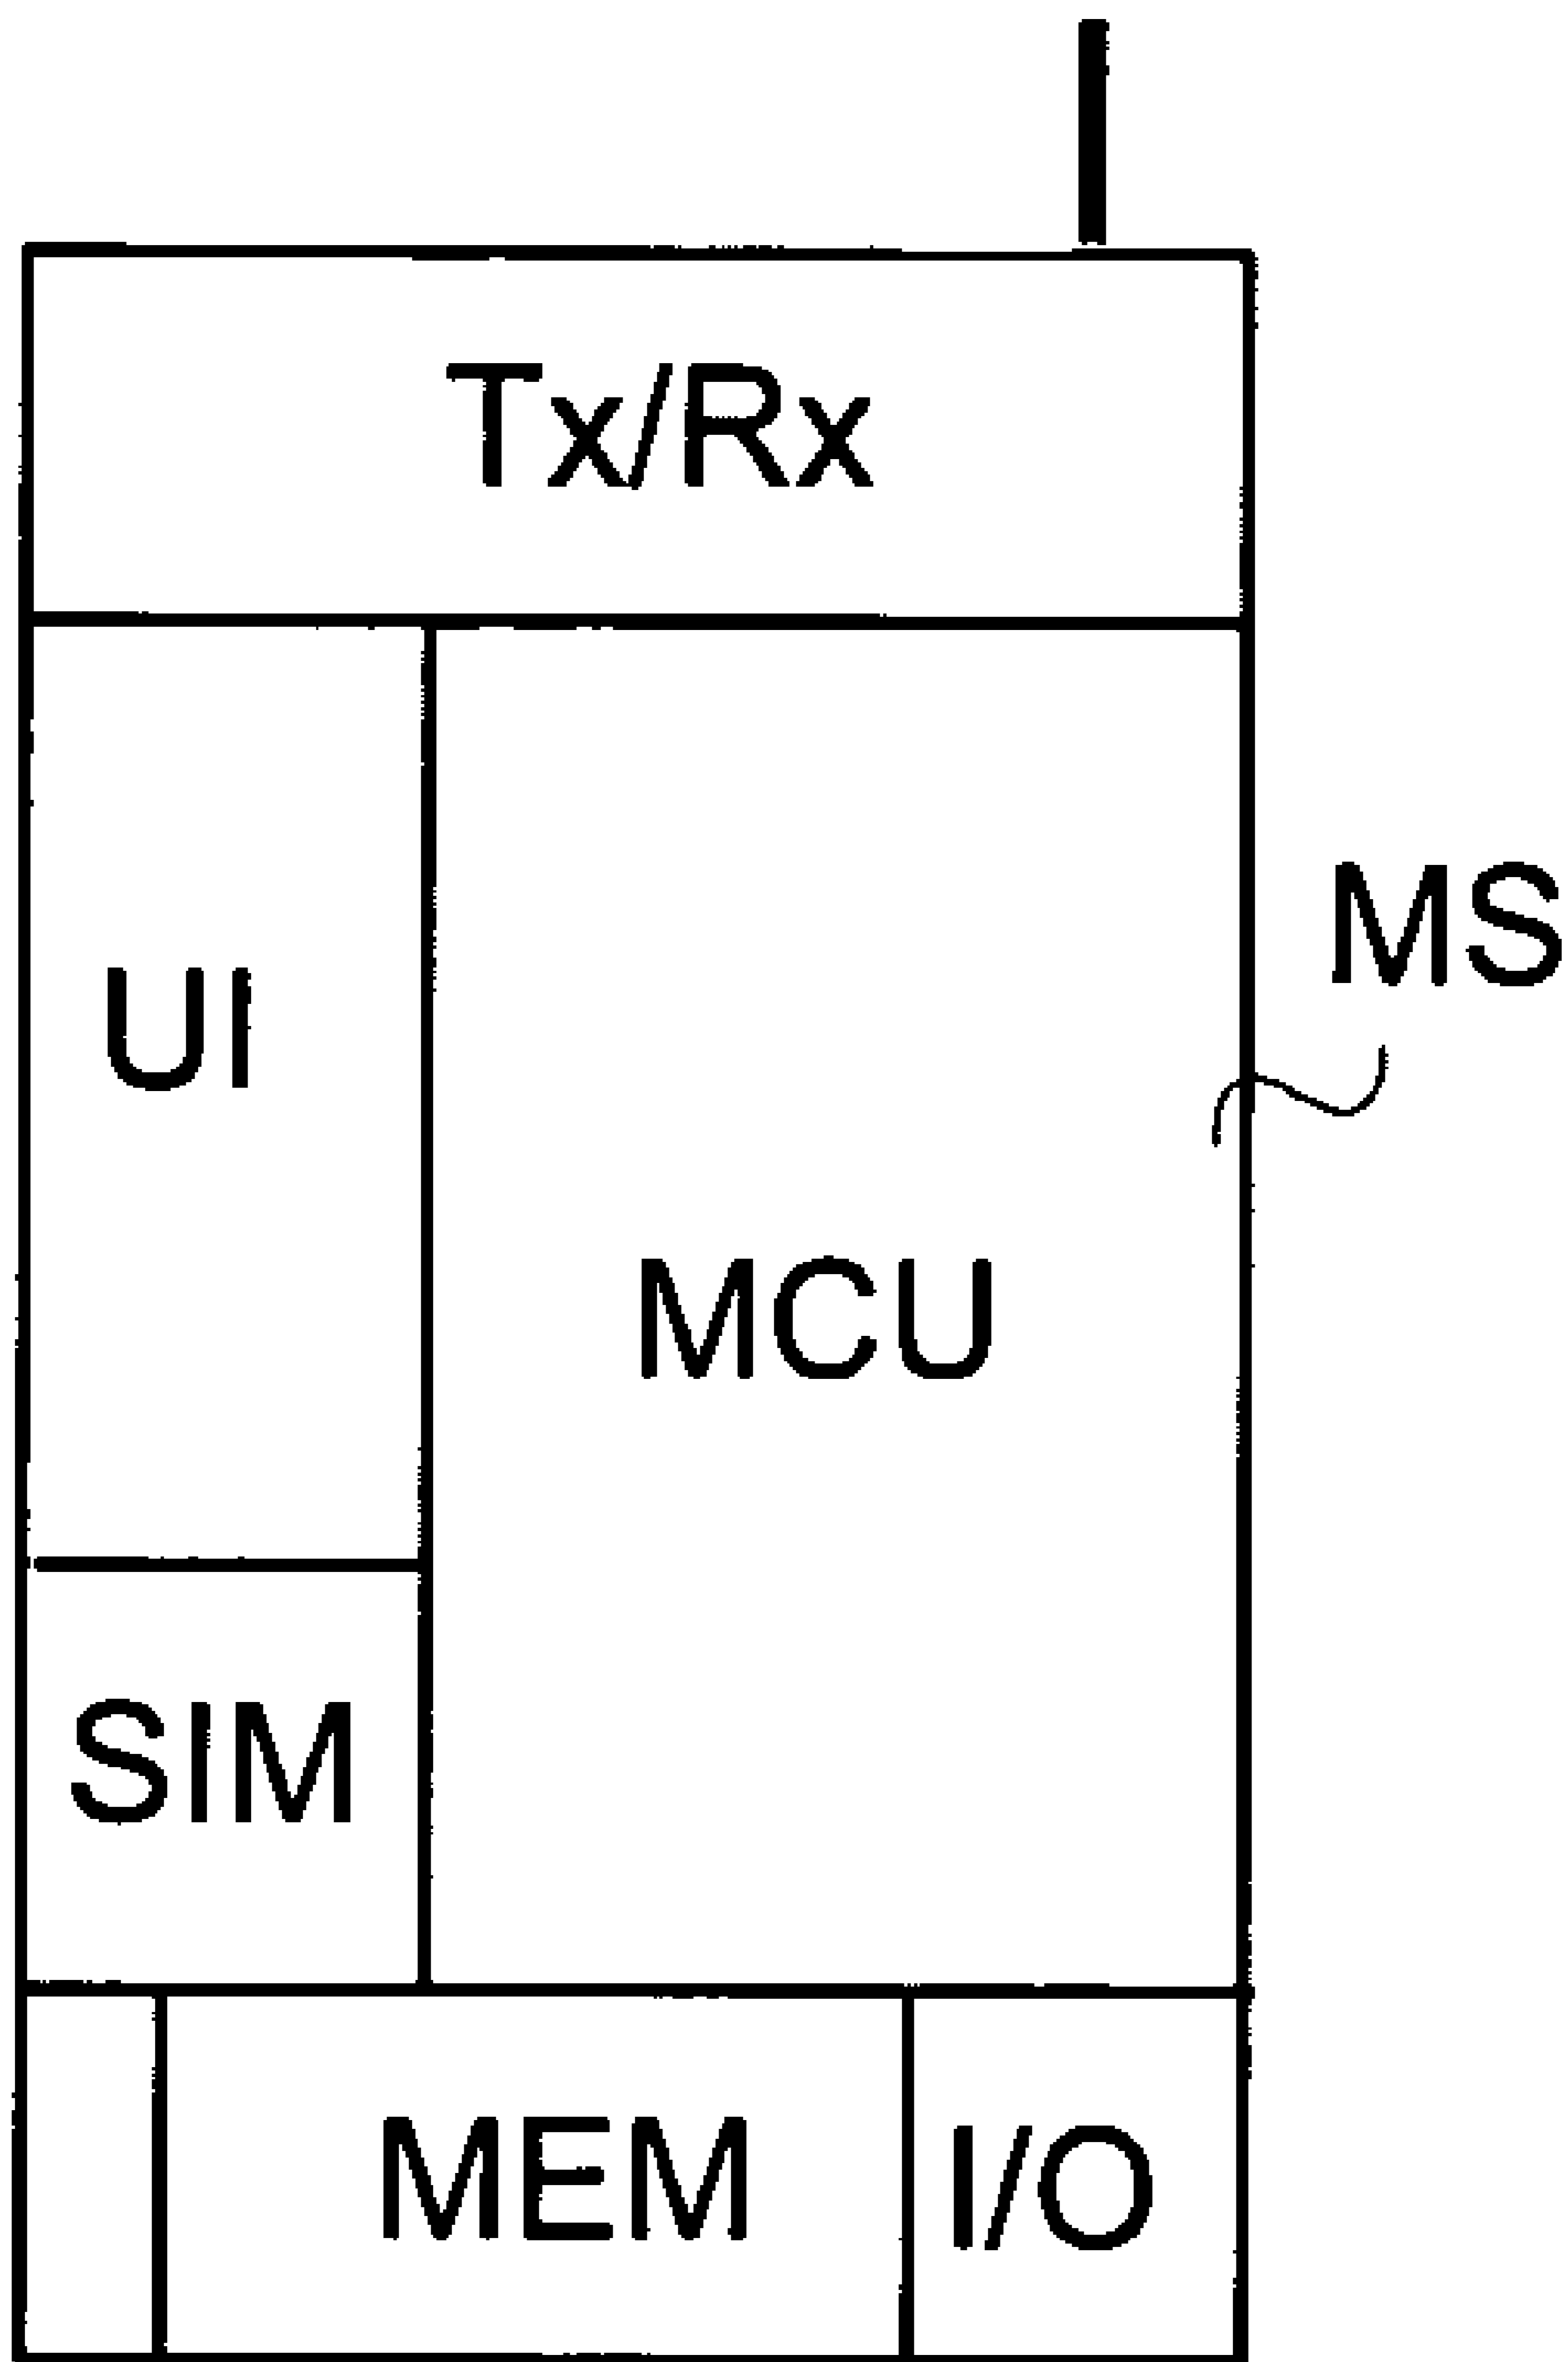 Tx/Rx
MS
UI
MCU
SIM
MEM
I/O